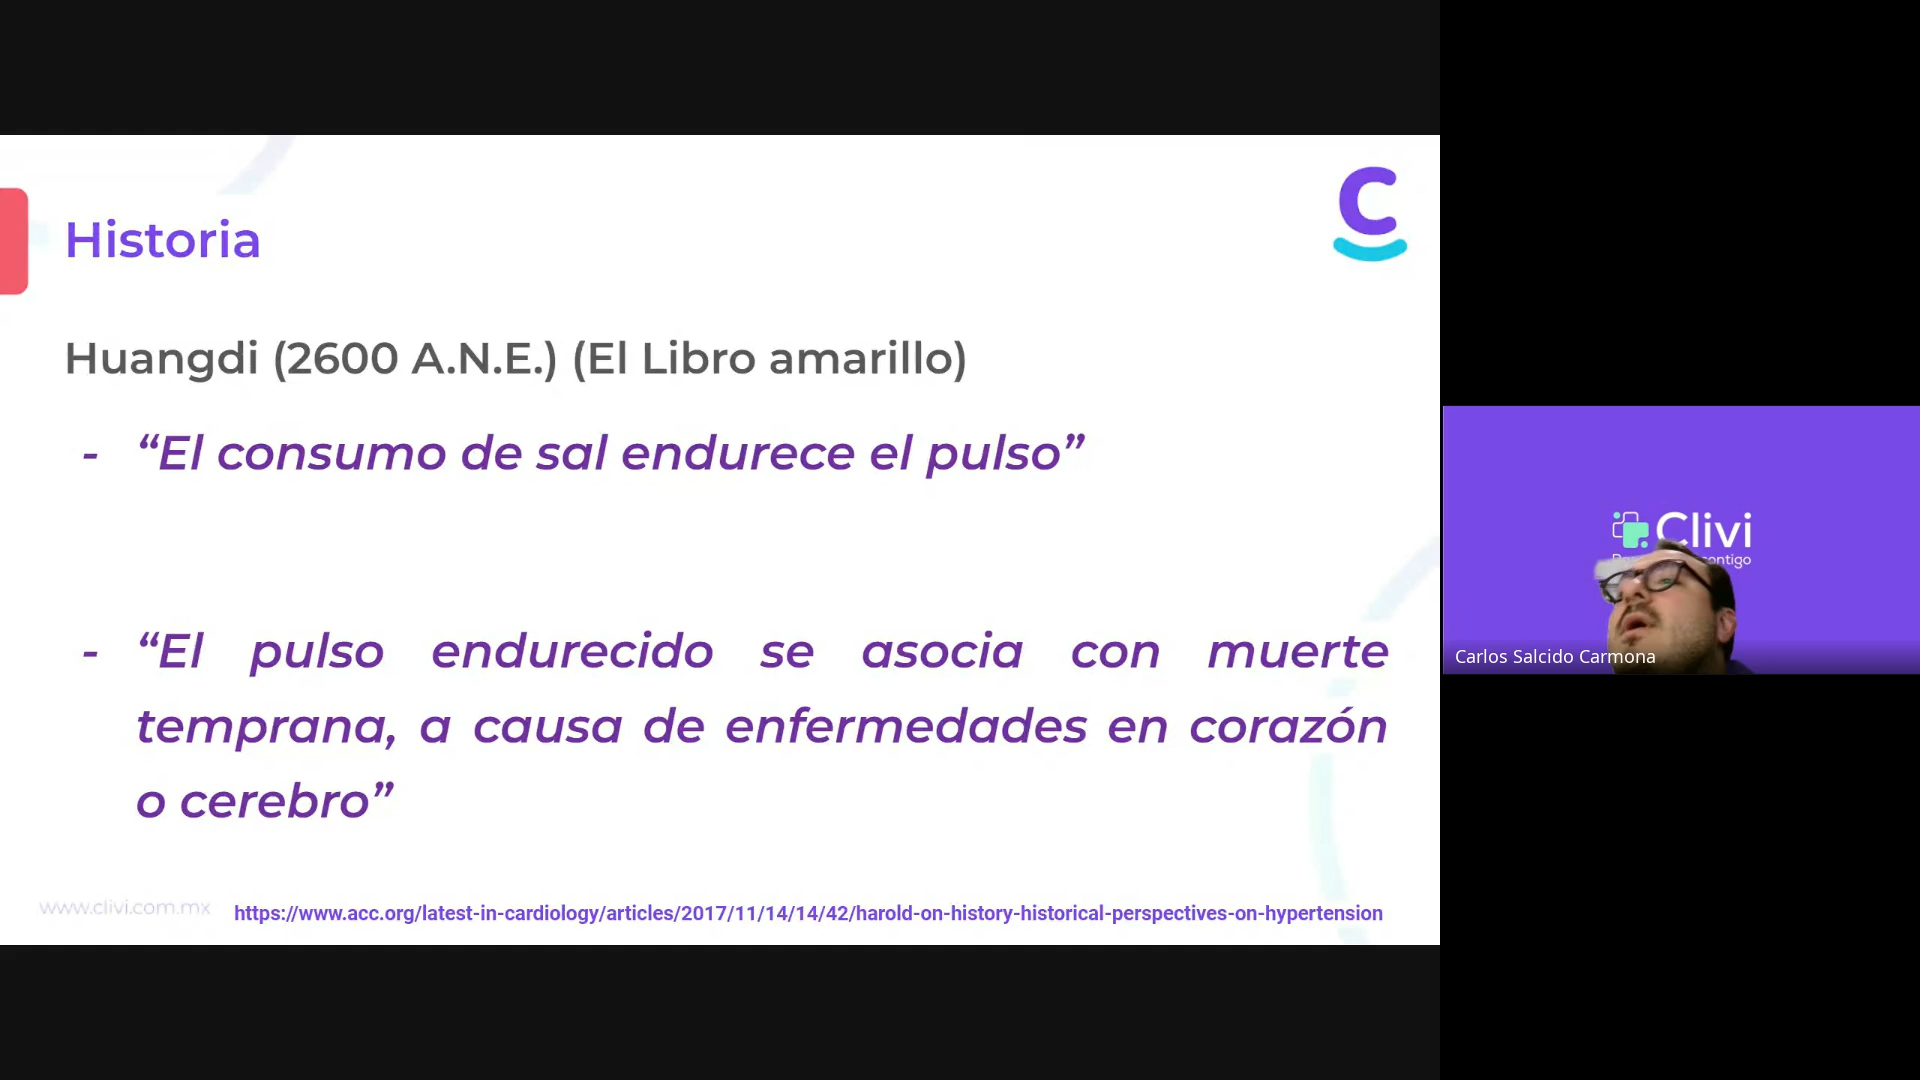 Historia
Huangdi (2600 A.N.E.) (El Libro amarillo)
- “El consumo de sal endurece el pulso”
- “El pulso endurecido se asocia con muerte
temprana, a causa de enfermedades en corazón
o cerebro”
www.clivi.com.mx
https://www.acc.org/latest-in-cardiology/articles/2017/11/14/14/42/harold-on-history-historical-perspectives-on-hypertension
Clivi
Carlos Salcido Carmona